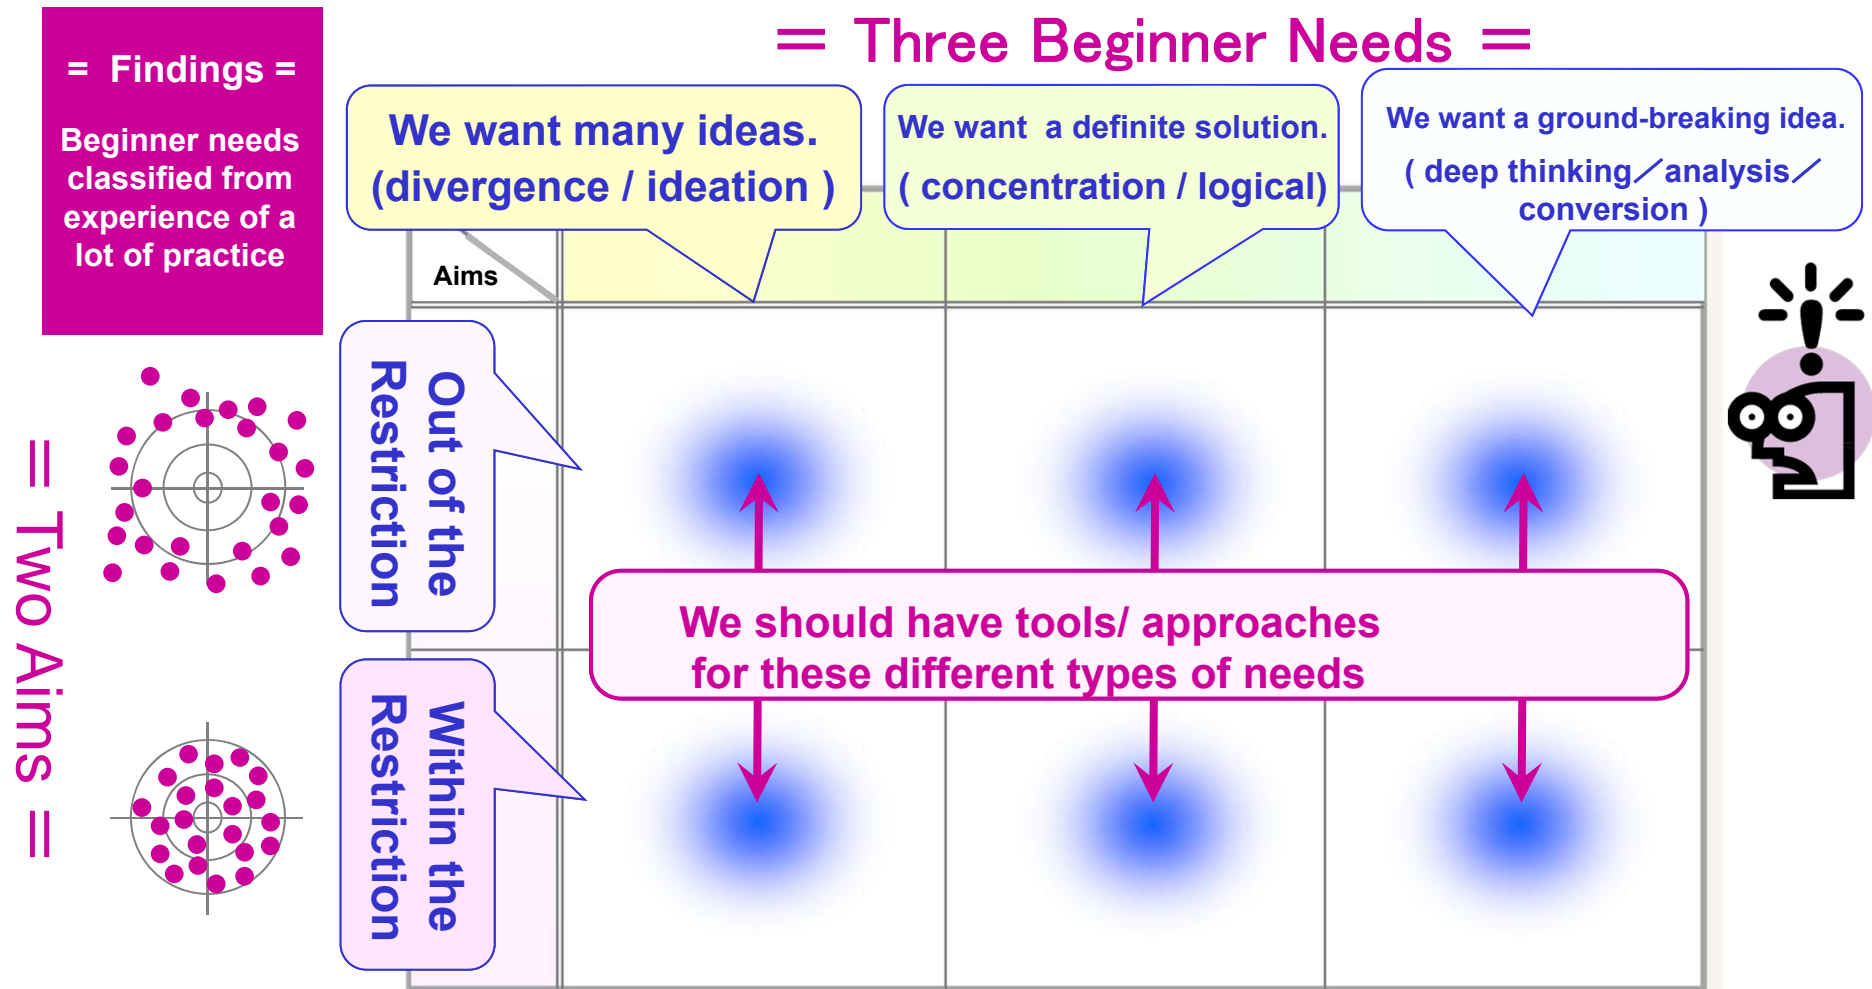 = Findings =
Beginner needs
classified from
experience of a
lot of practice
= Three Beginner Needs =
We want many ideas.
(divergence / ideation )
We want  a definite solution.
( concentration / logical)
We want a ground-breaking idea.
( deep thinking／analysis／
conversion )
Aims
= Two Aims =
Out of the
Restriction
Within the
Restriction
We should have tools/ approaches
for these different types of needs